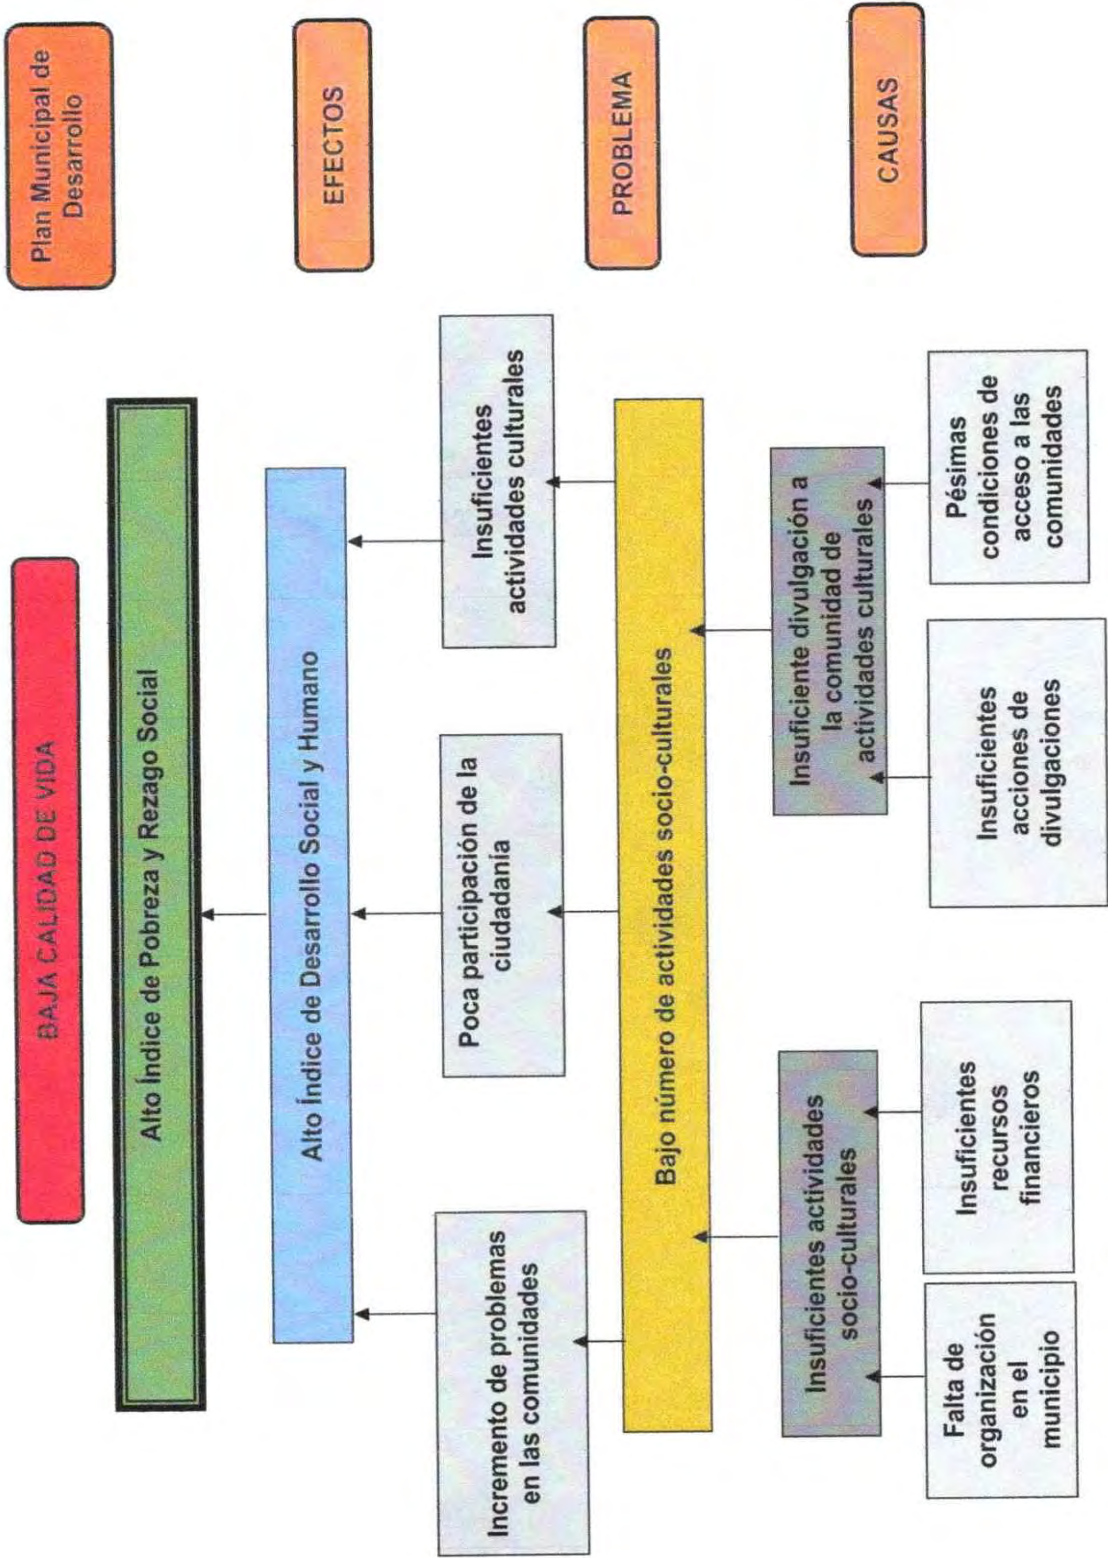 BAJA CALIDAD DE VIDA
Plan Municipal de
Desarrollo
Alto Índice de Pobreza y Rezago Social
Alto Índice de Desarrollo Social y Humano
EFECTOS
Incremento de problemas
en las comunidades
Poca participación de la
ciudadanía
Insuficientes
actividades culturales
Bajo número de actividades socio-culturales
PROBLEMA
Insuficientes actividades
socio-culturales
Insuficiente divulgación a
la comunidad de
actividades culturales
CAUSAS
Falta de
organización
en el
municipio
Insuficientes
recursos
financieros
Insuficientes
acciones de
divulgaciones
Pésimas
condiciones de
acceso a las
comunidades